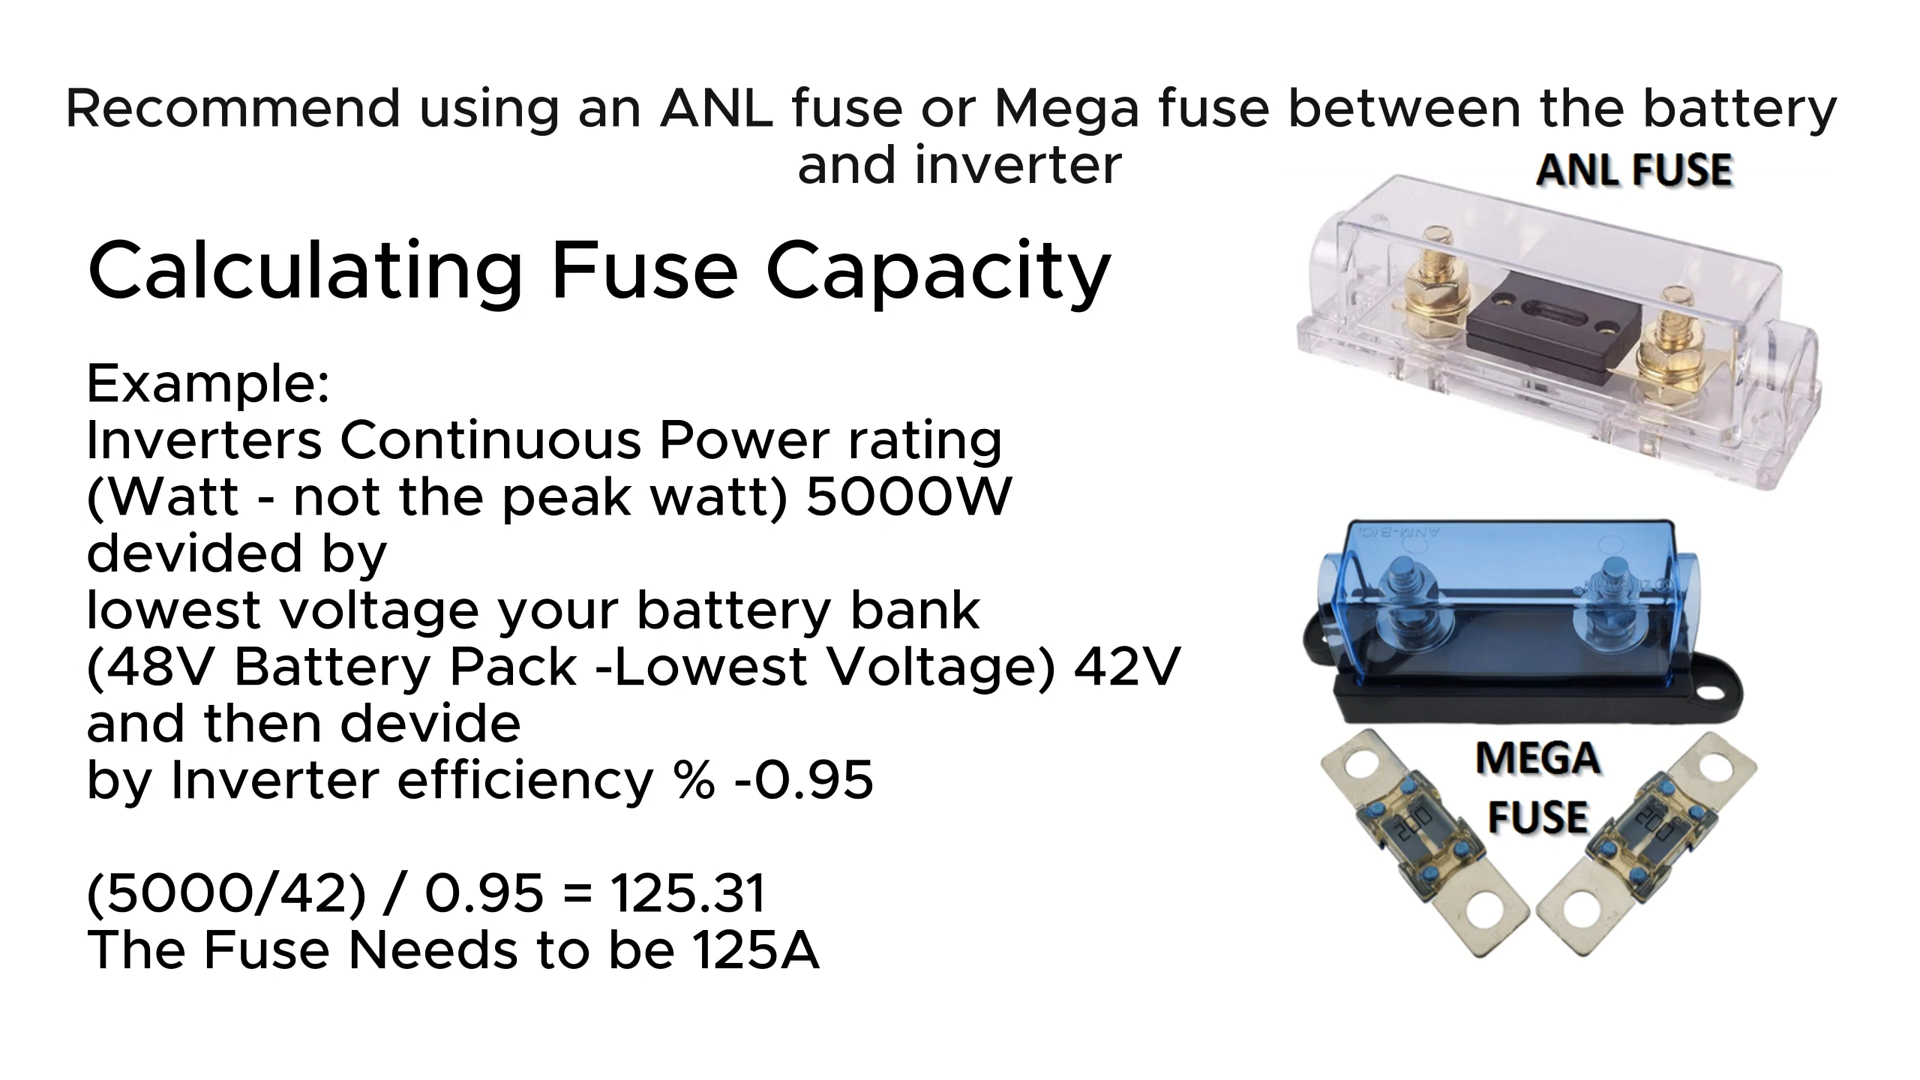 Recommend using an ANL fuse or Mega fuse between the battery
and inverter
ANL FUSE
Calculating Fuse Capacity
Example:
Inverters Continuous Power rating
(Watt - not the peak watt) 5000W
devided by
lowest voltage your battery bank
(48V Battery Pack -Lowest Voltage) 42V
and then devide
by Inverter efficiency % -0.95
(5000/42) / 0.95 = 125.31
The Fuse Needs to be 125A
MEGA
FUSE
200
200